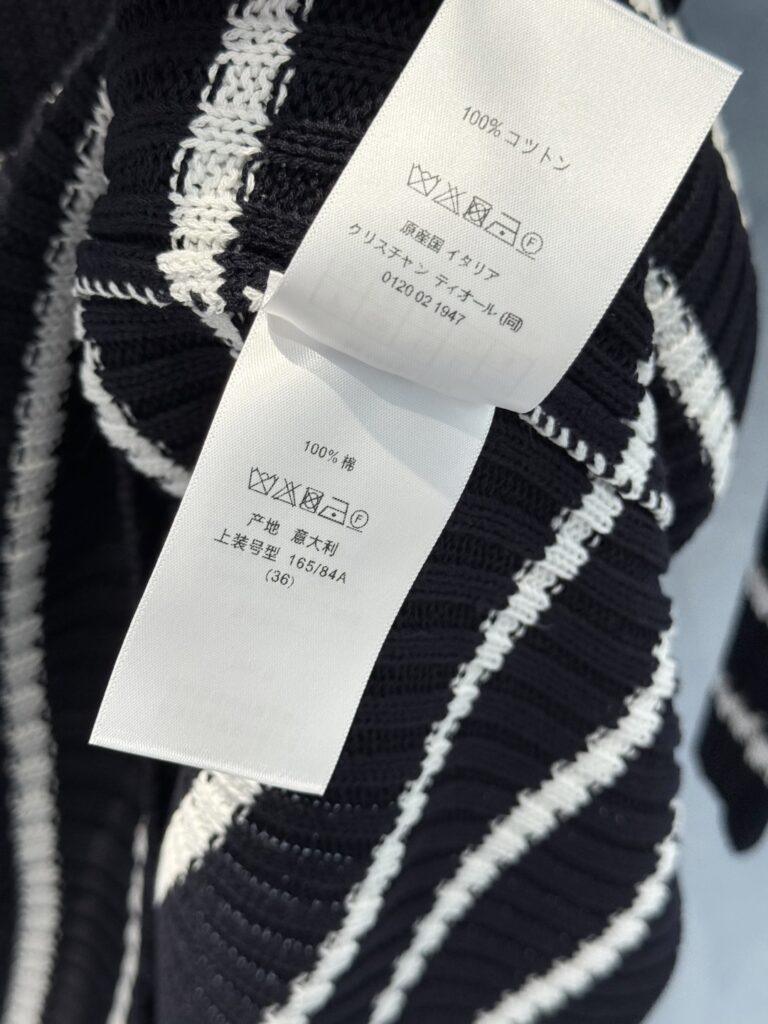 100% コットン
F
原産国 イタリア
クリスチャン ディオール (同)
0120 02 1947
100% 棉
F
产地 意大利
上装号型 165/84A
(36)